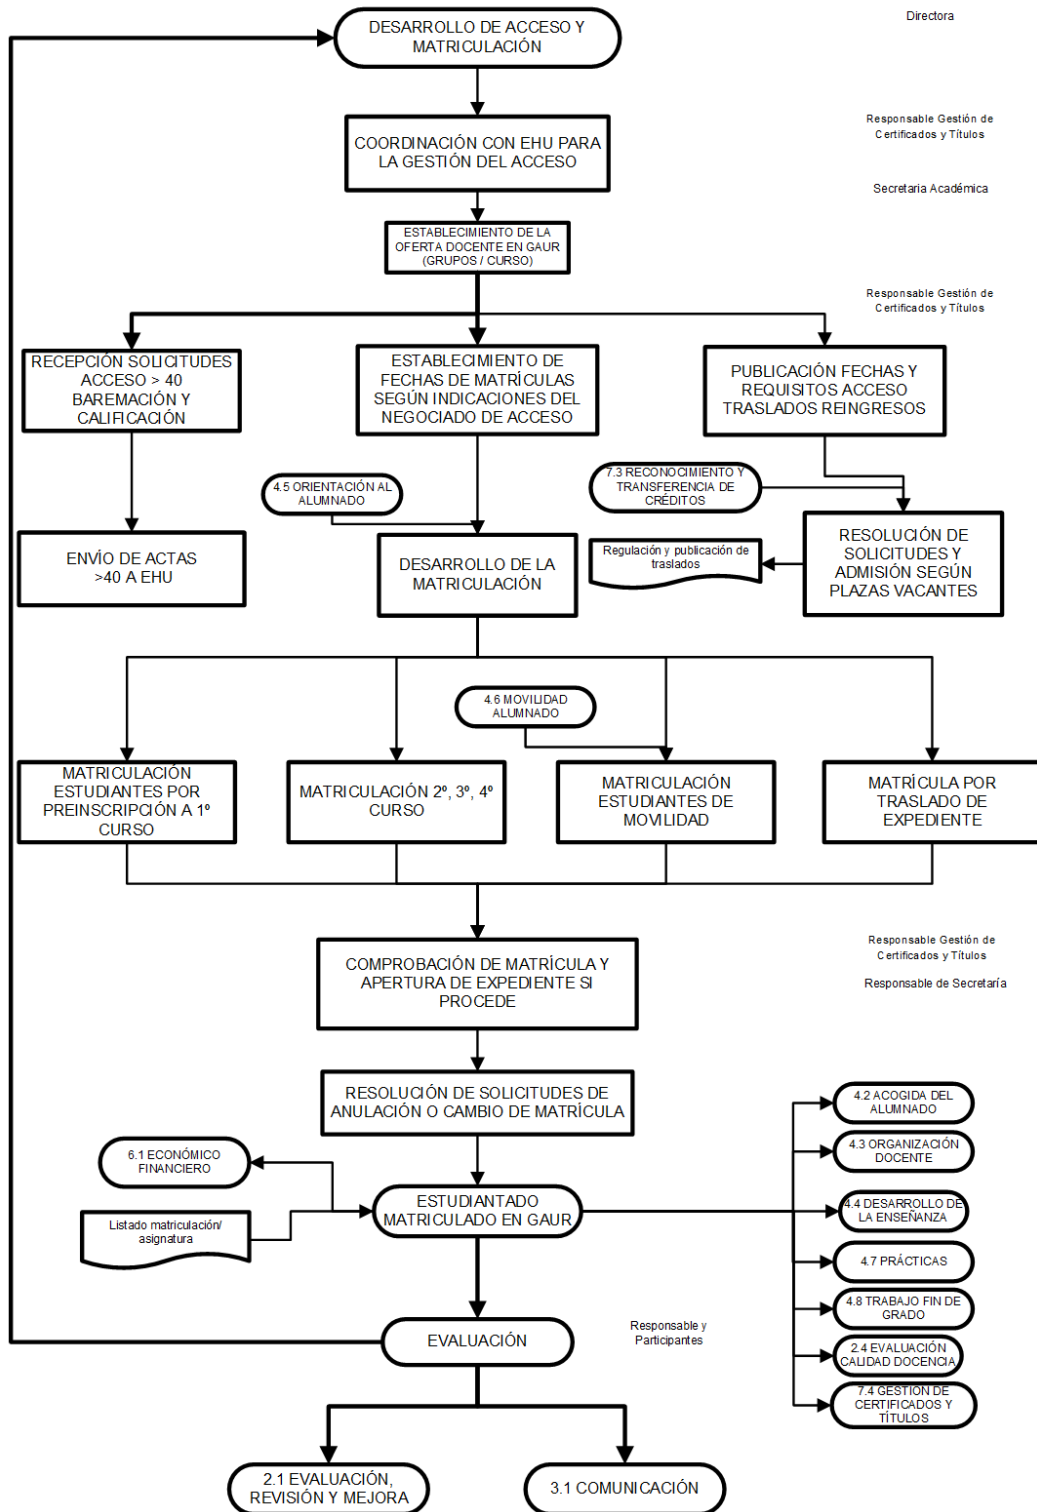 Directora
DESARROLLO DE ACCESO Y
MATRICULACIÓN
Responsable Gestión de
Certificados y Títulos
COORDINACIÓN CON EHU PARA
LA GESTIÓN DEL ACCESO
Secretaria Académica
ESTABLECIMIENTO DE LA
OFERTA DOCENTE EN GAUR
(GRUPOS / CURSO)
Responsable Gestión de
Certificados y Títulos
RECEPCIÓN SOLICITUDES
ACCESO > 40
BAREMACIÓN Y
CALIFICACIÓN
ESTABLECIMIENTO DE
FECHAS DE MATRÍCULAS
SEGÚN INDICACIONES DEL
NEGOCIADO DE ACCESO
PUBLICACIÓN FECHAS Y
REQUISITOS ACCESO
TRASLADOS REINGRESOS
4.5 ORIENTACIÓN AL
ALUMNADO
7.3 RECONOCIMIENTO Y
TRANSFERENCIA DE
CRÉDITOS
ENVÍO DE ACTAS
>40 A EHU
DESARROLLO DE LA
MATRICULACIÓN
Regulación y publicación de
traslados
RESOLUCIÓN DE
SOLICITUDES Y
ADMISIÓN SEGÚN
PLAZAS VACANTES
4.6 MOVILIDAD
ALUMNADO
MATRICULACIÓN
ESTUDIANTES POR
PREINSCRIPCIÓN A 1º
CURSO
MATRICULACIÓN 2º, 3º, 4º
CURSO
MATRICULACIÓN
ESTUDIANTES DE
MOVILIDAD
MATRÍCULA POR
TRASLADO DE
EXPEDIENTE
Responsable Gestión de
Certificados y Títulos
Responsable de Secretaría
COMPROBACIÓN DE MATRÍCULA Y
APERTURA DE EXPEDIENTE SI
PROCEDE
RESOLUCIÓN DE SOLICITUDES DE
ANULACIÓN O CAMBIO DE MATRÍCULA
4.2 ACOGIDA DEL
ALUMNADO
6.1 ECONÓMICO
FINANCIERO
4.3 ORGANIZACIÓN
DOCENTE
Listado matriculación/
asignatura
ESTUDIANTADO
MATRICULADO EN GAUR
4.4 DESARROLLO DE
LA ENSEÑANZA
4.7 PRÁCTICAS
4.8 TRABAJO FIN DE
GRADO
EVALUACIÓN
Responsable y
Participantes
2.4 EVALUACIÓN
CALIDAD DOCENCIA
7.4 GESTIÓN DE
CERTIFICADOS Y
TÍTULOS
2.1 EVALUACIÓN,
REVISIÓN Y MEJORA
3.1 COMUNICACIÓN